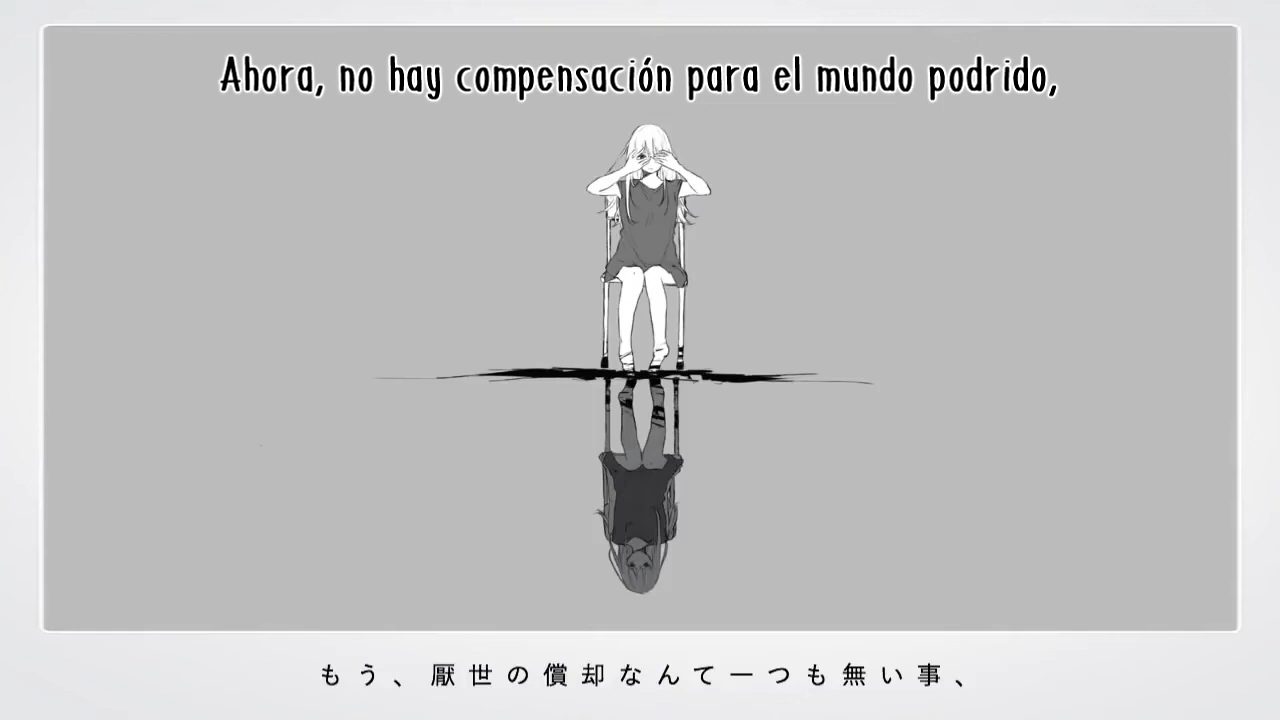 Ahora, no hay compensación para el mundo podrido,
もう、厭世の償却なんて一つも無い事、